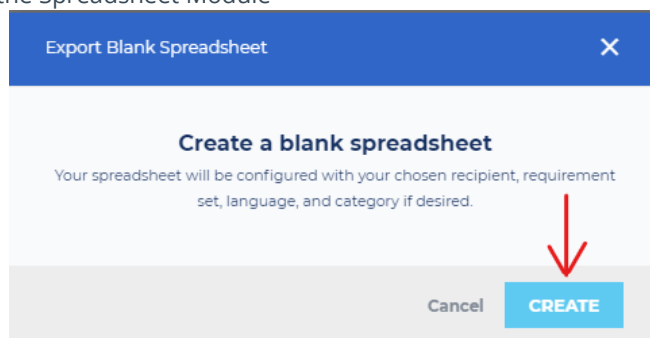 the Spreadsheet Module
Export Blank Spreadsheet
Create a blank spreadsheet
Your spreadsheet will be configured with your chosen recipient, requirement
set, language, and category if desired.
Cancel CREATE